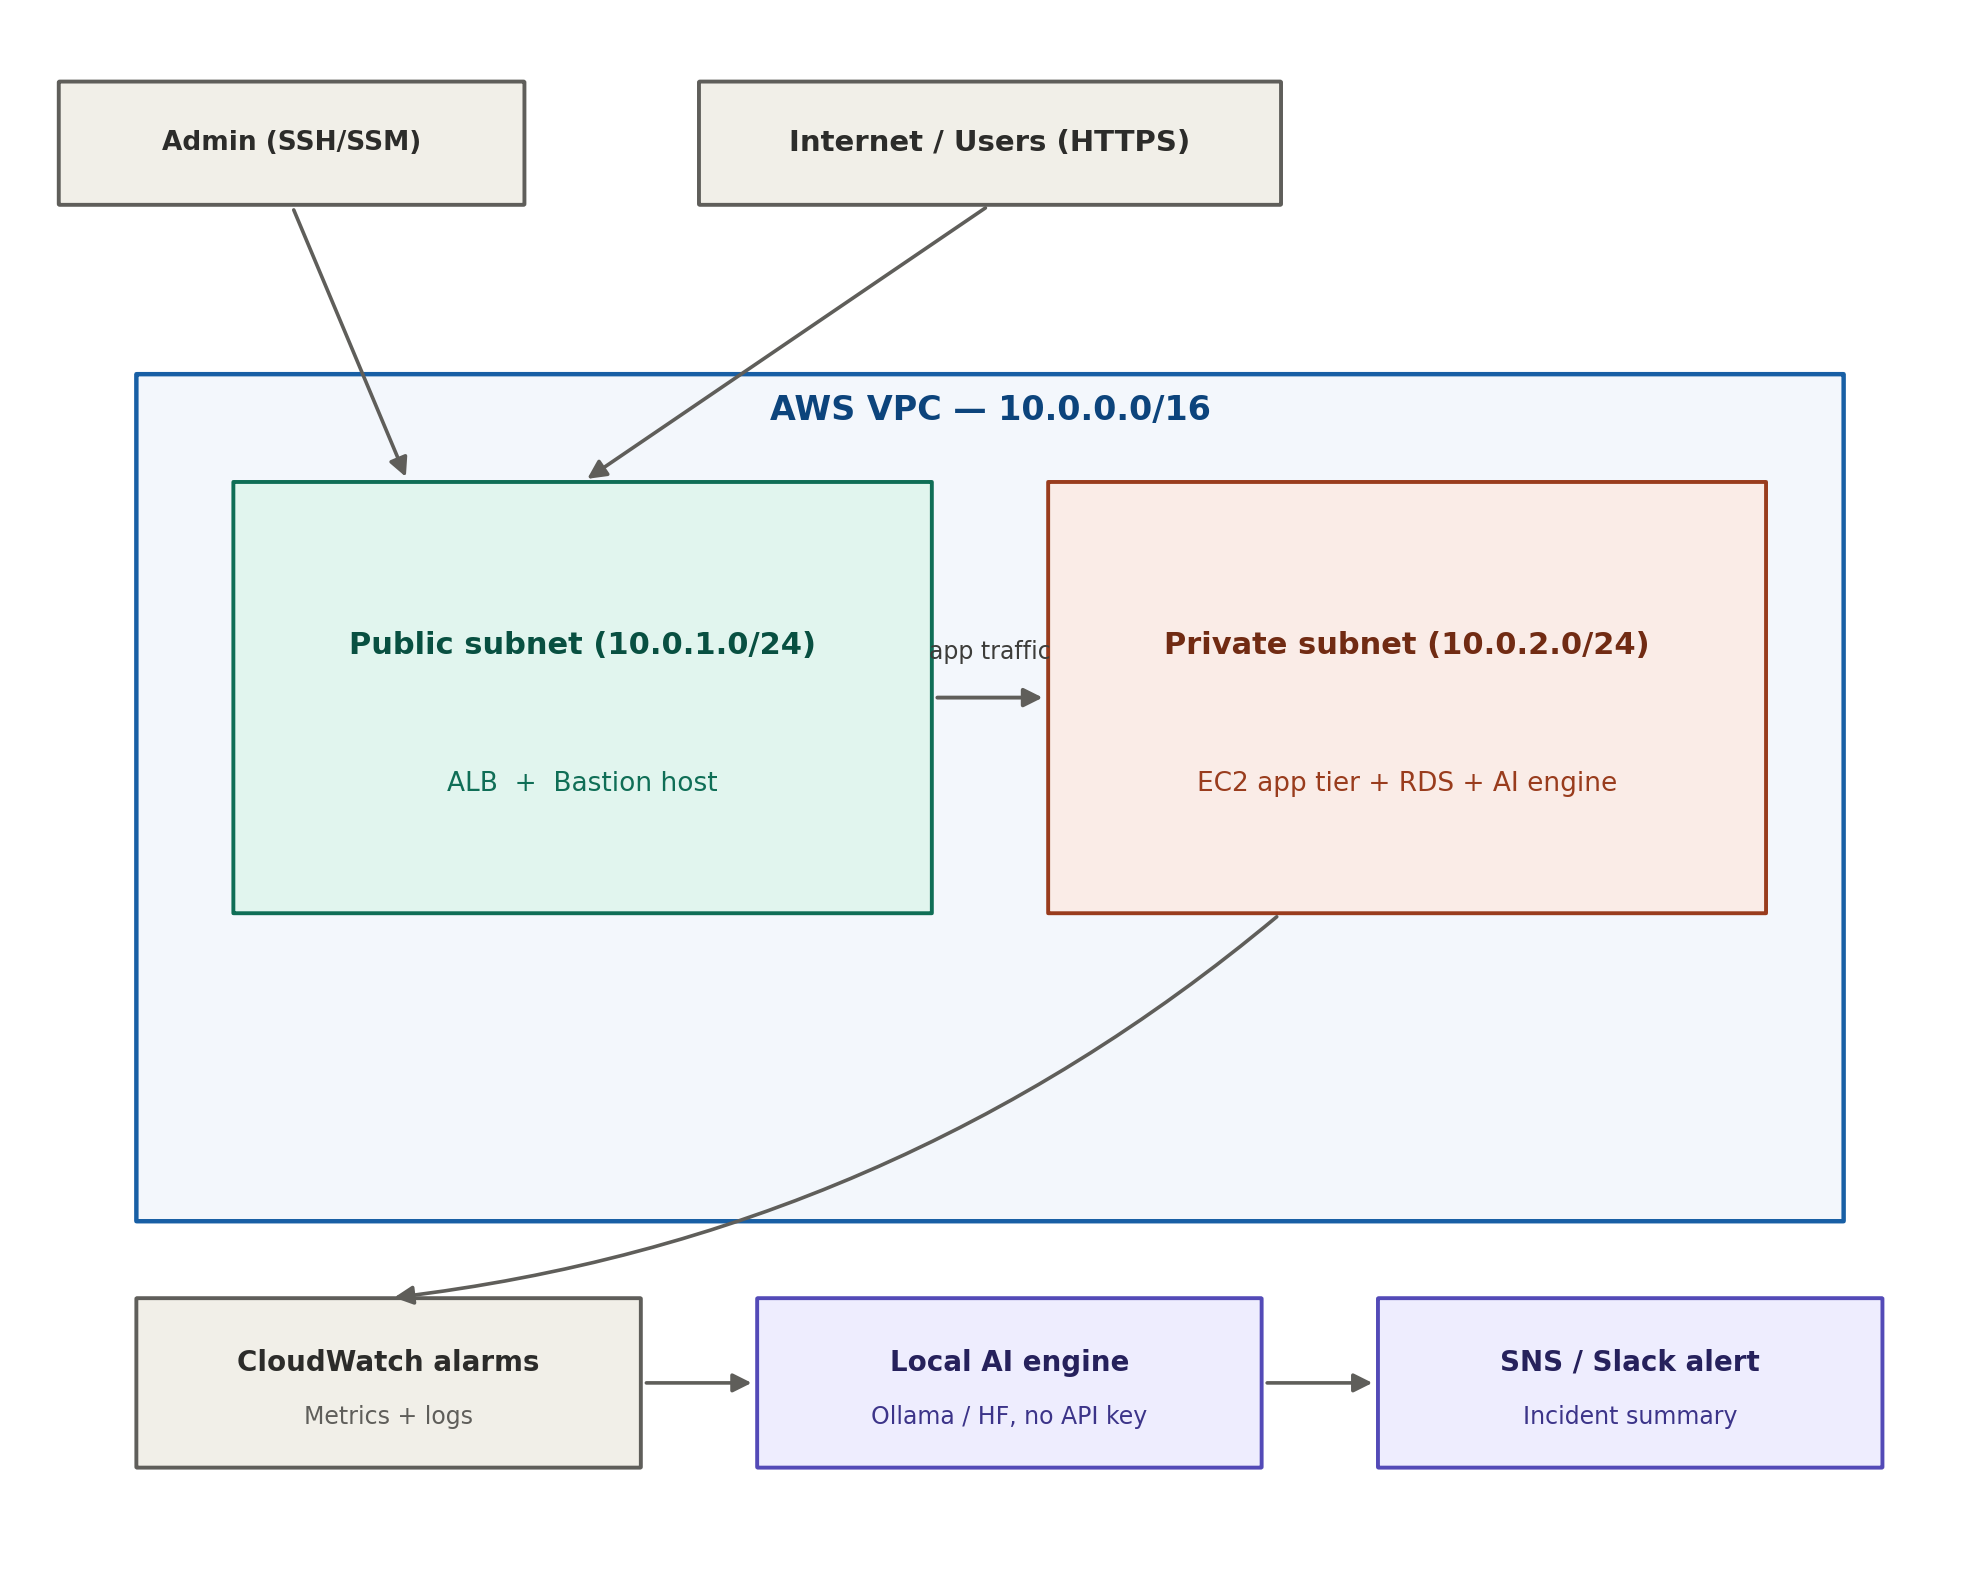 Admin (SSH/SSM)
Internet / Users (HTTPS)
AWS VPC — 10.0.0.0/16
Public subnet (10.0.1.0/24)
app traffic
Private subnet (10.0.2.0/24)
ALB + Bastion host
EC2 app tier + RDS + AI engine
CloudWatch alarms
Metrics + logs
Local AI engine
Ollama / HF, no API key
SNS / Slack alert
Incident summary